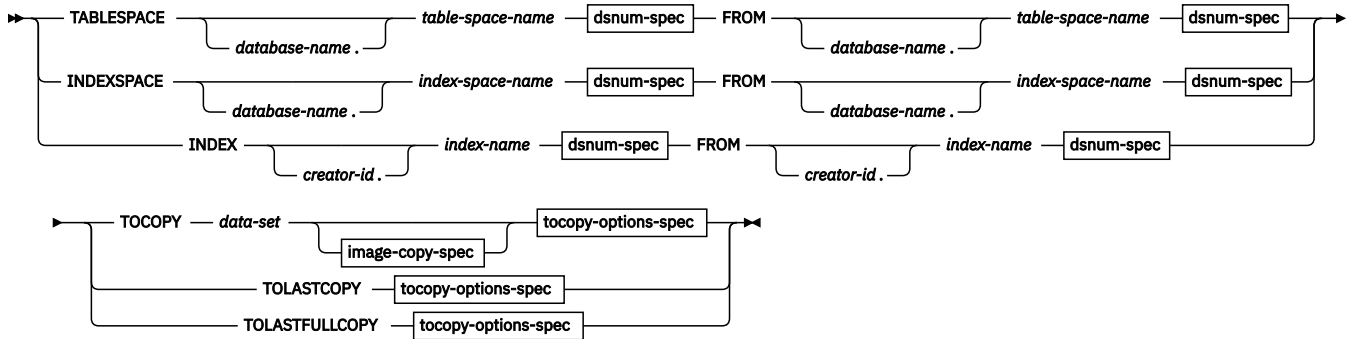 TABLESPACE table-space-name dsnum-spec FROM table-space-name dsnum-spec
database-name . database-name .
INDEXSPACE index-space-name dsnum-spec FROM index-space-name dsnum-spec
database-name . database-name .
INDEX index-name dsnum-spec FROM index-name dsnum-spec
creator-id . creator-id .
TOCOPY data-set tocopy-options-spec
image-copy-spec
TOLASTCOPY tocopy-options-spec
TOLASTFULLCOPY tocopy-options-spec